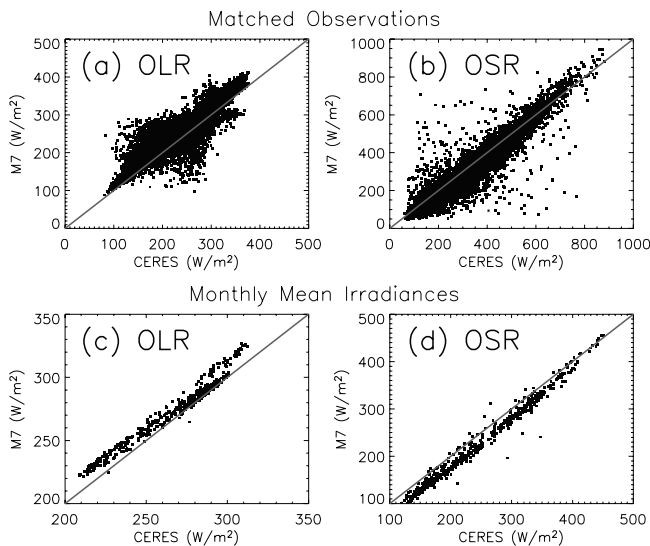 Matched Observations
(a) OLR
M7 (W/m²)
500
400
300
200
100
0
0 100 200 300 400 500
CERES (W/m²)
(b) OSR
M7 (W/m²)
1000
800
600
400
200
0
0 200 400 600 800 1000
CERES (W/m²)
Monthly Mean Irradiances
(c) OLR
M7 (W/m²)
350
300
250
200
200 250 300 350
CERES (W/m²)
(d) OSR
M7 (W/m²)
500
400
300
200
100
100 200 300 400 500
CERES (W/m²)